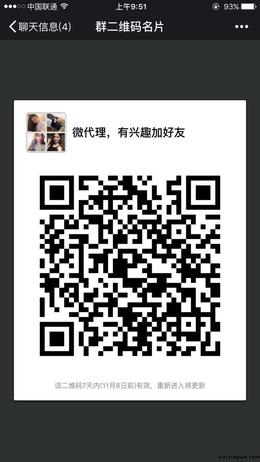 中国联通 上午9:51 93%
聊天信息(4) 群二维码名片
微代理，有兴趣加好友
该二维码7天内(11月8日前)有效，重新进入将更新